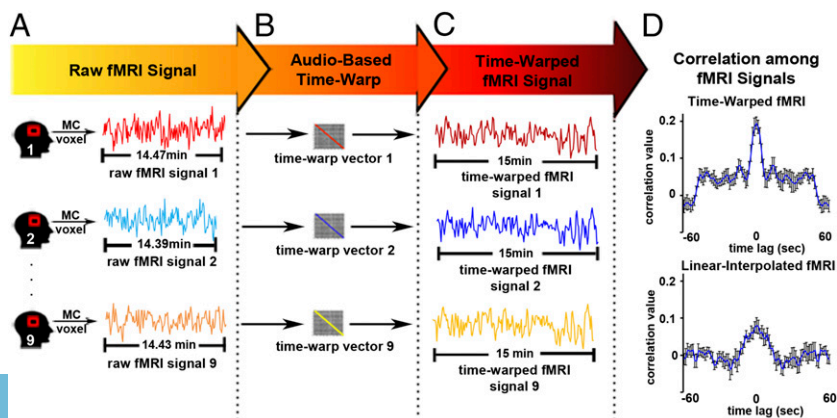 A
B
C
D
Raw fMRI Signal
Audio-Based
Time-Warp
Time-Warped
fMRI Signal
Correlation among
fMRI Signals
Time-Warped fMRI
1
MC
voxel
14.47min
raw fMRI signal 1
time-warp vector 1
15min
time-warped fMRI
signal 1
correlation value
0.2
0.1
0
-60
0
60
time lag (sec)
2
MC
voxel
14.39min
raw fMRI signal 2
time-warp vector 2
15min
time-warped fMRI
signal 2
Linear-Interpolated fMRI
9
MC
voxel
14.43 min
raw fMRI signal 9
time-warp vector 9
15 min
time-warped fMRI
signal 9
correlation value
0.2
0.1
0
-60
0
60
time lag (sec)